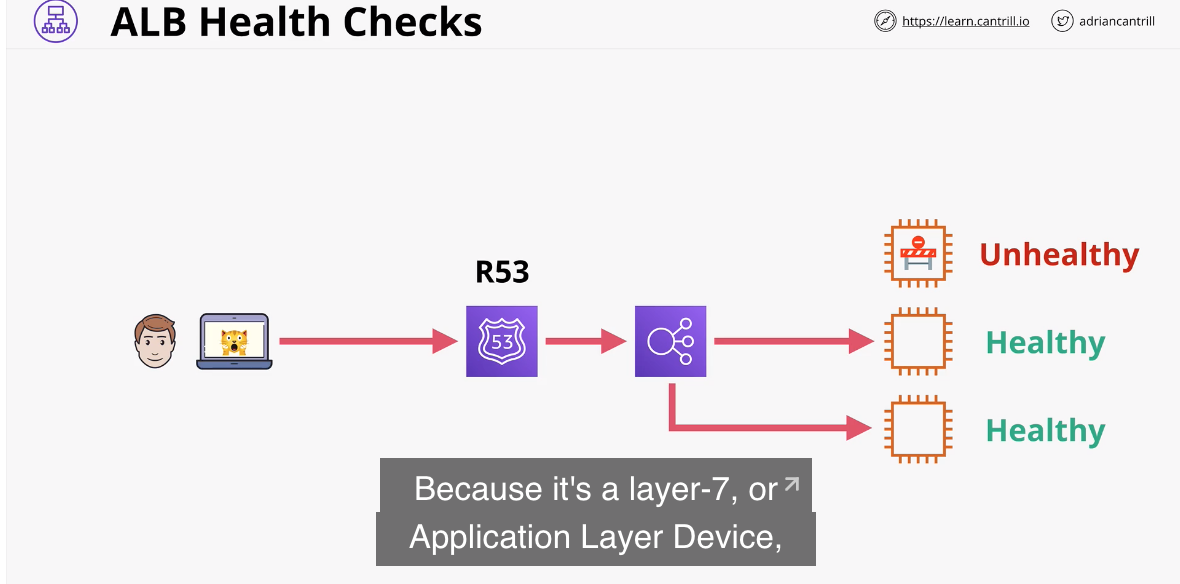 ALB Health Checks
https://learn.cantrill.io
adriancantrill
Unhealthy
R53
53
Healthy
Healthy
Because it's a layer-7, or
Application Layer Device,